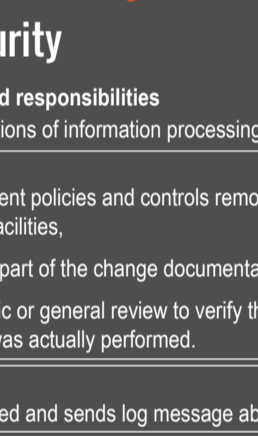 urity
d responsibilities
ions of information processing
ent policies and controls remo
acilities,
part of the change documenta
ic or general review to verify th
was actually performed.
ed and sends log message ab